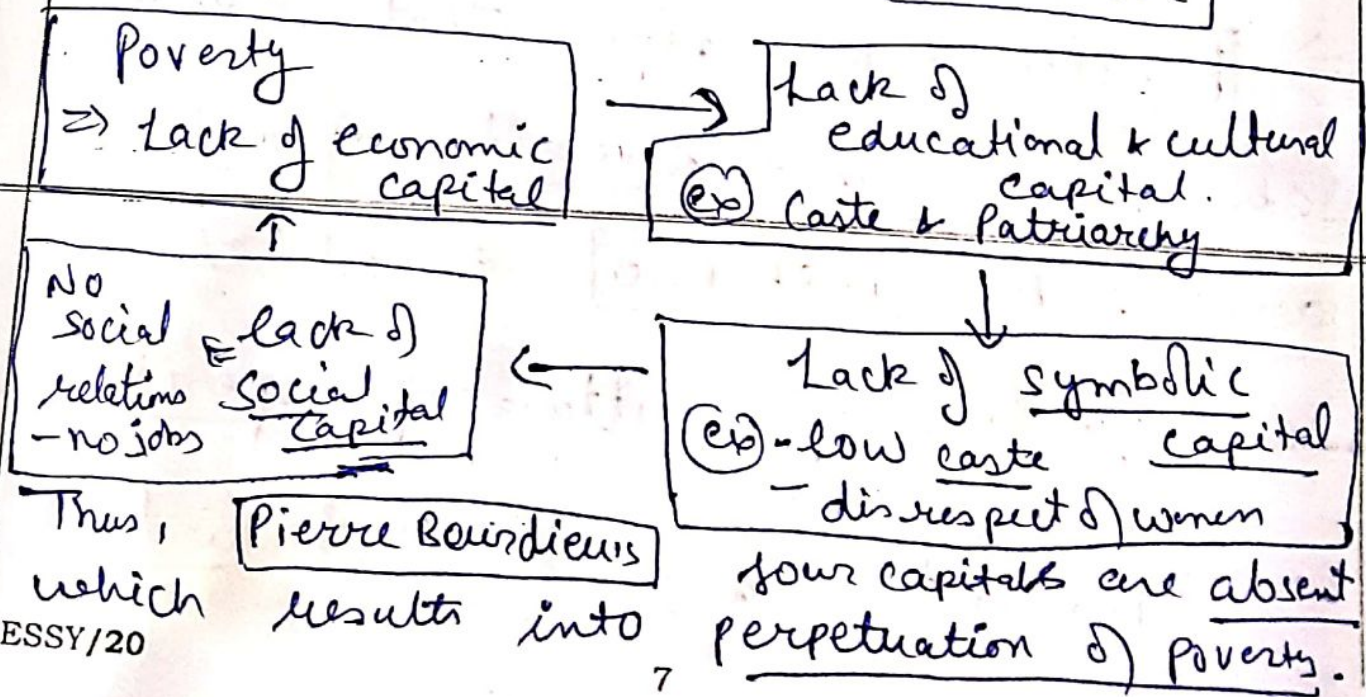 Poverty
=> Lack of economic
capital
Lack of
educational & cultural
capital.
ex Caste & Patriarchy
Lack of symbolic
capital
ex - low caste
- disrespect of women
No
social = lack of
relations social
- no jobs capital
Thus, Pierre Bourdieu's four capitals are absent
which results into perpetuation of poverty.
ESSY/20
7